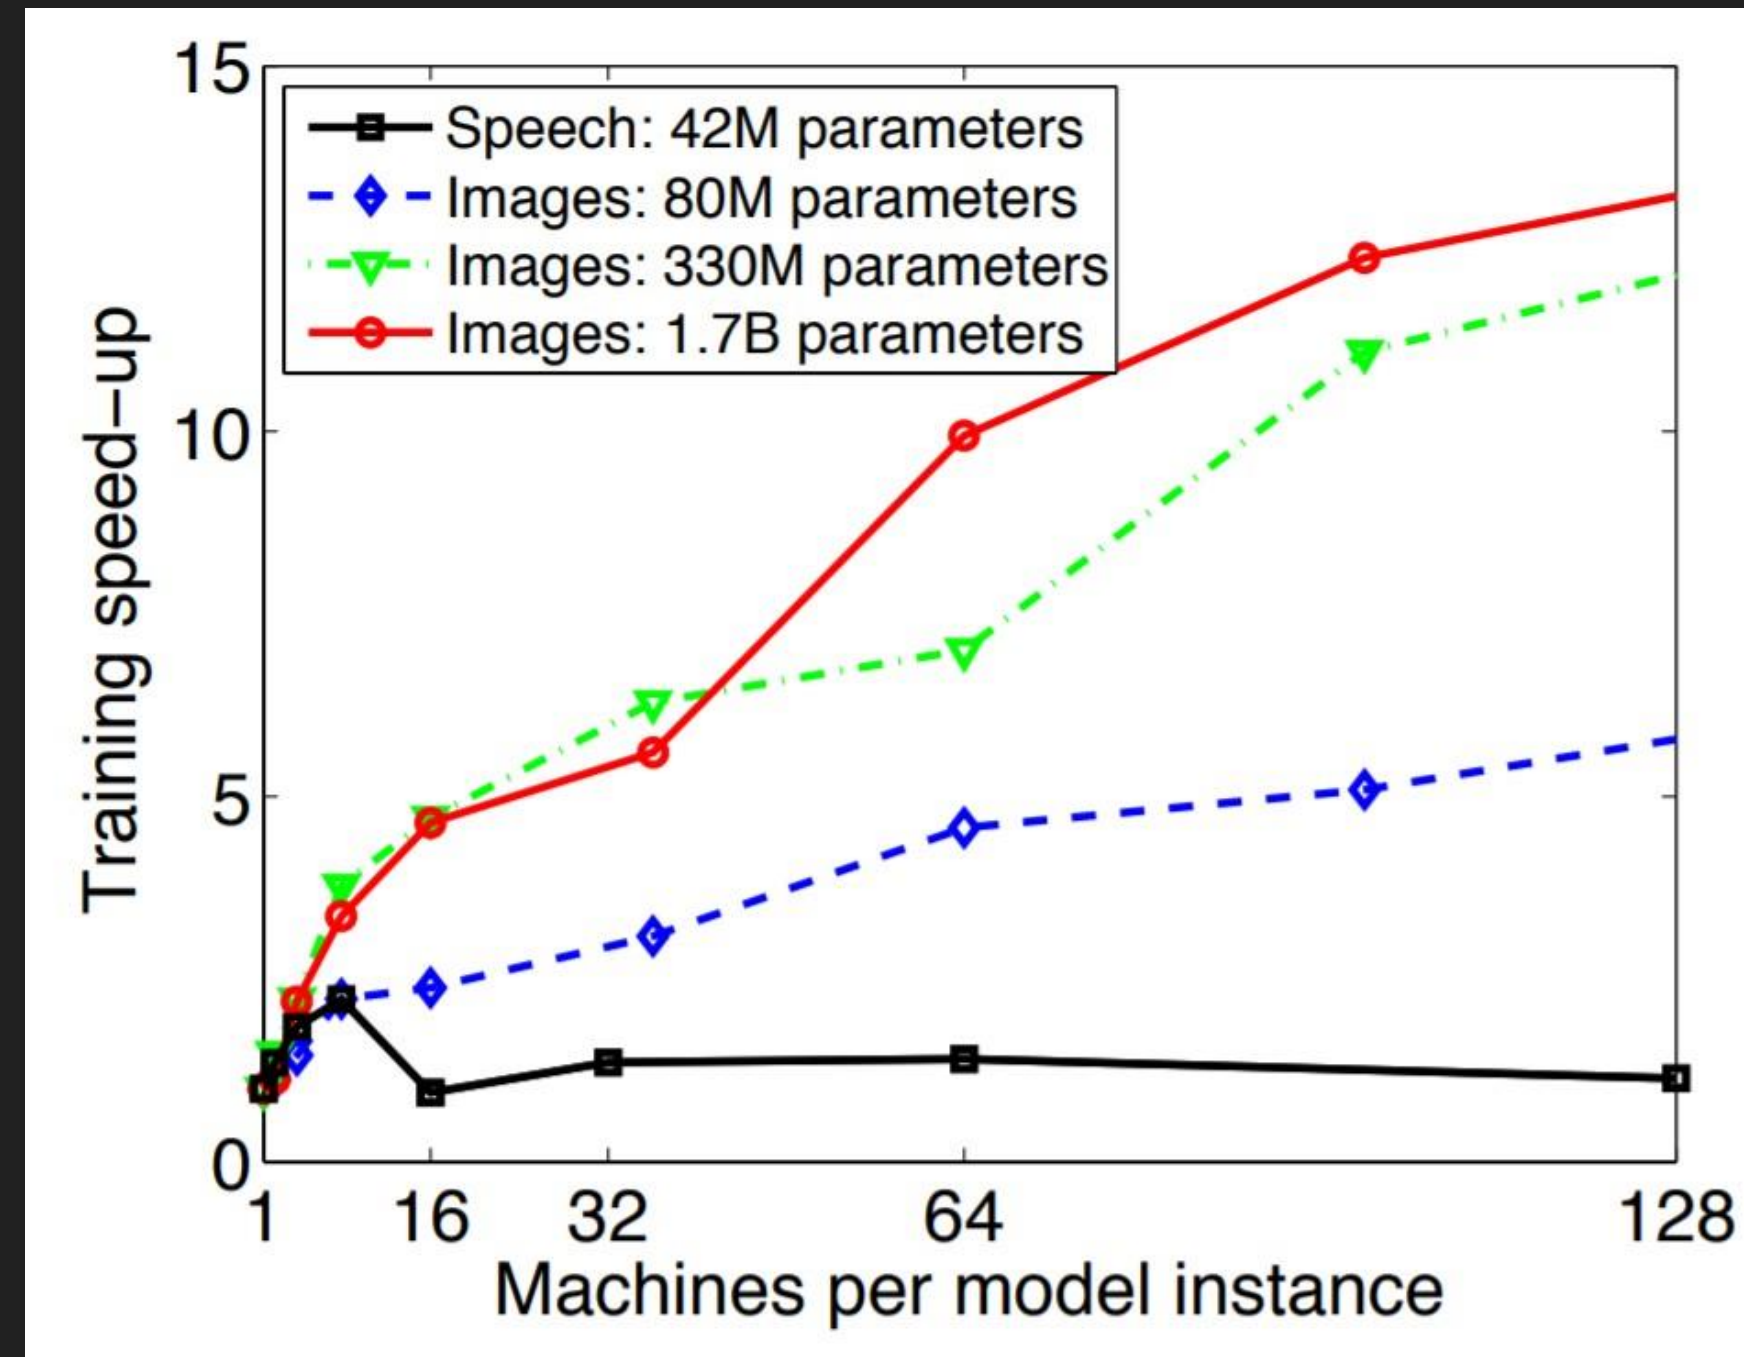 15
Speech: 42M parameters
Images: 80M parameters
Images: 330M parameters
Images: 1.7B parameters
10
5
0
Training speed-up
1 16 32 64 128
Machines per model instance